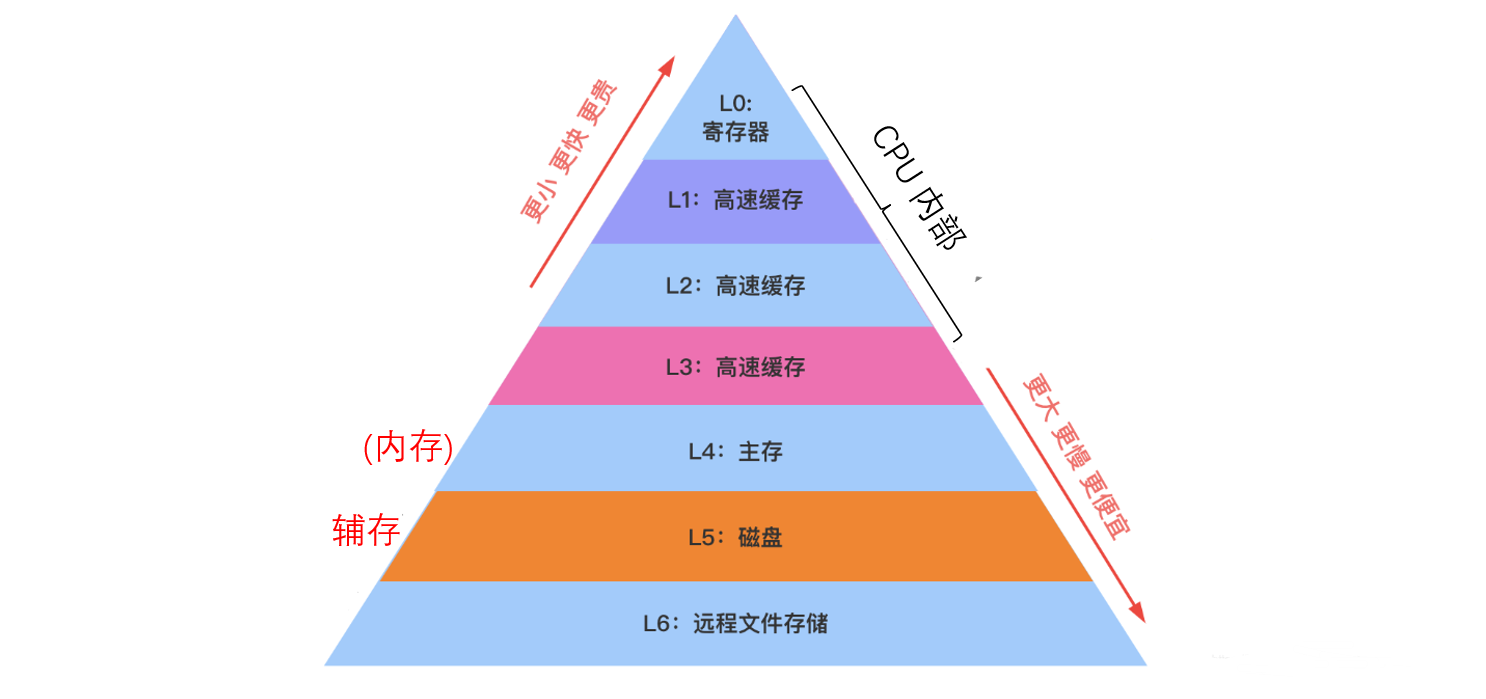 L0:
寄存器
更小 更快 更贵
CPU 内部
L1：高速缓存
L2：高速缓存
L3：高速缓存
(内存)
L4：主存
更大 更慢 更便宜
辅存
L5：磁盘
L6：远程文件存储